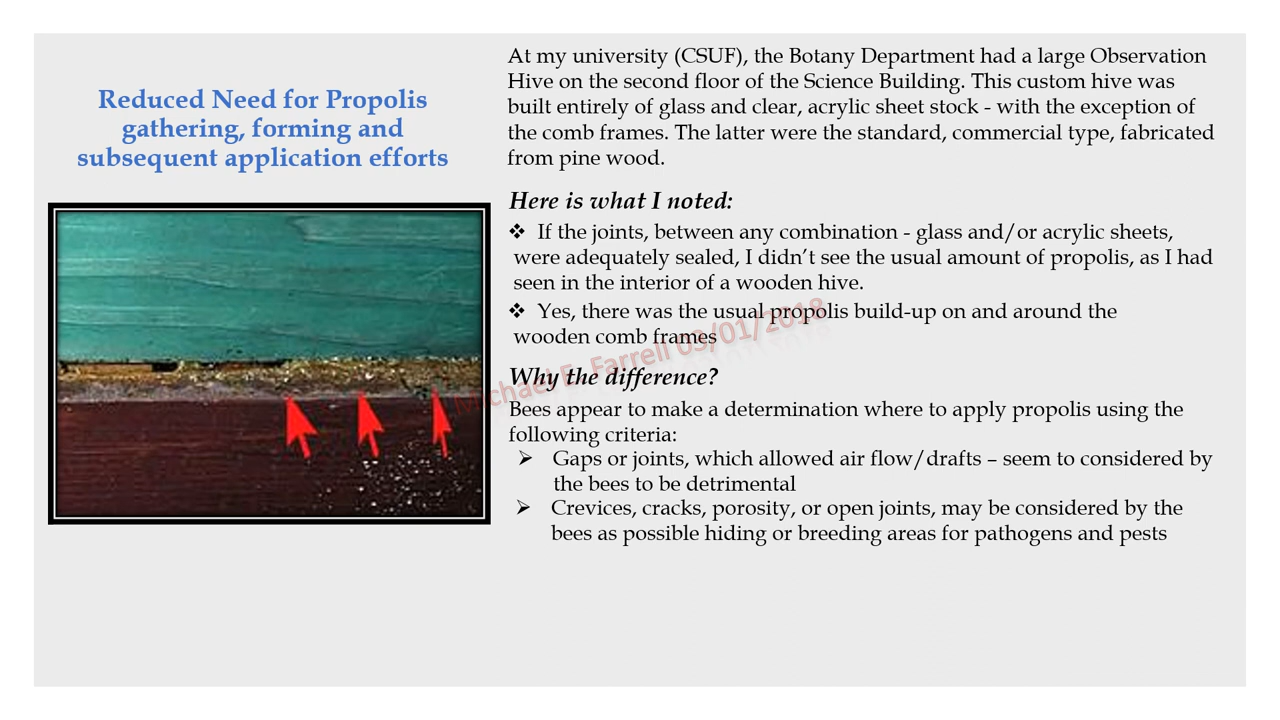 Reduced Need for Propolis
gathering, forming and
subsequent application efforts
At my university (CSUF), the Botany Department had a large Observation
Hive on the second floor of the Science Building. This custom hive was
built entirely of glass and clear, acrylic sheet stock - with the exception of
the comb frames. The latter were the standard, commercial type, fabricated
from pine wood.
Here is what I noted:
❖ If the joints, between any combination - glass and/or acrylic sheets,
were adequately sealed, I didn’t see the usual amount of propolis, as I had
seen in the interior of a wooden hive.
❖ Yes, there was the usual propolis build-up on and around the
wooden comb frames
Michael E. Farrell 03/01/2018
Why the difference?
Bees appear to make a determination where to apply propolis using the
following criteria:
➢ Gaps or joints, which allowed air flow/drafts – seem to considered by
the bees to be detrimental
➢ Crevices, cracks, porosity, or open joints, may be considered by the
bees as possible hiding or breeding areas for pathogens and pests